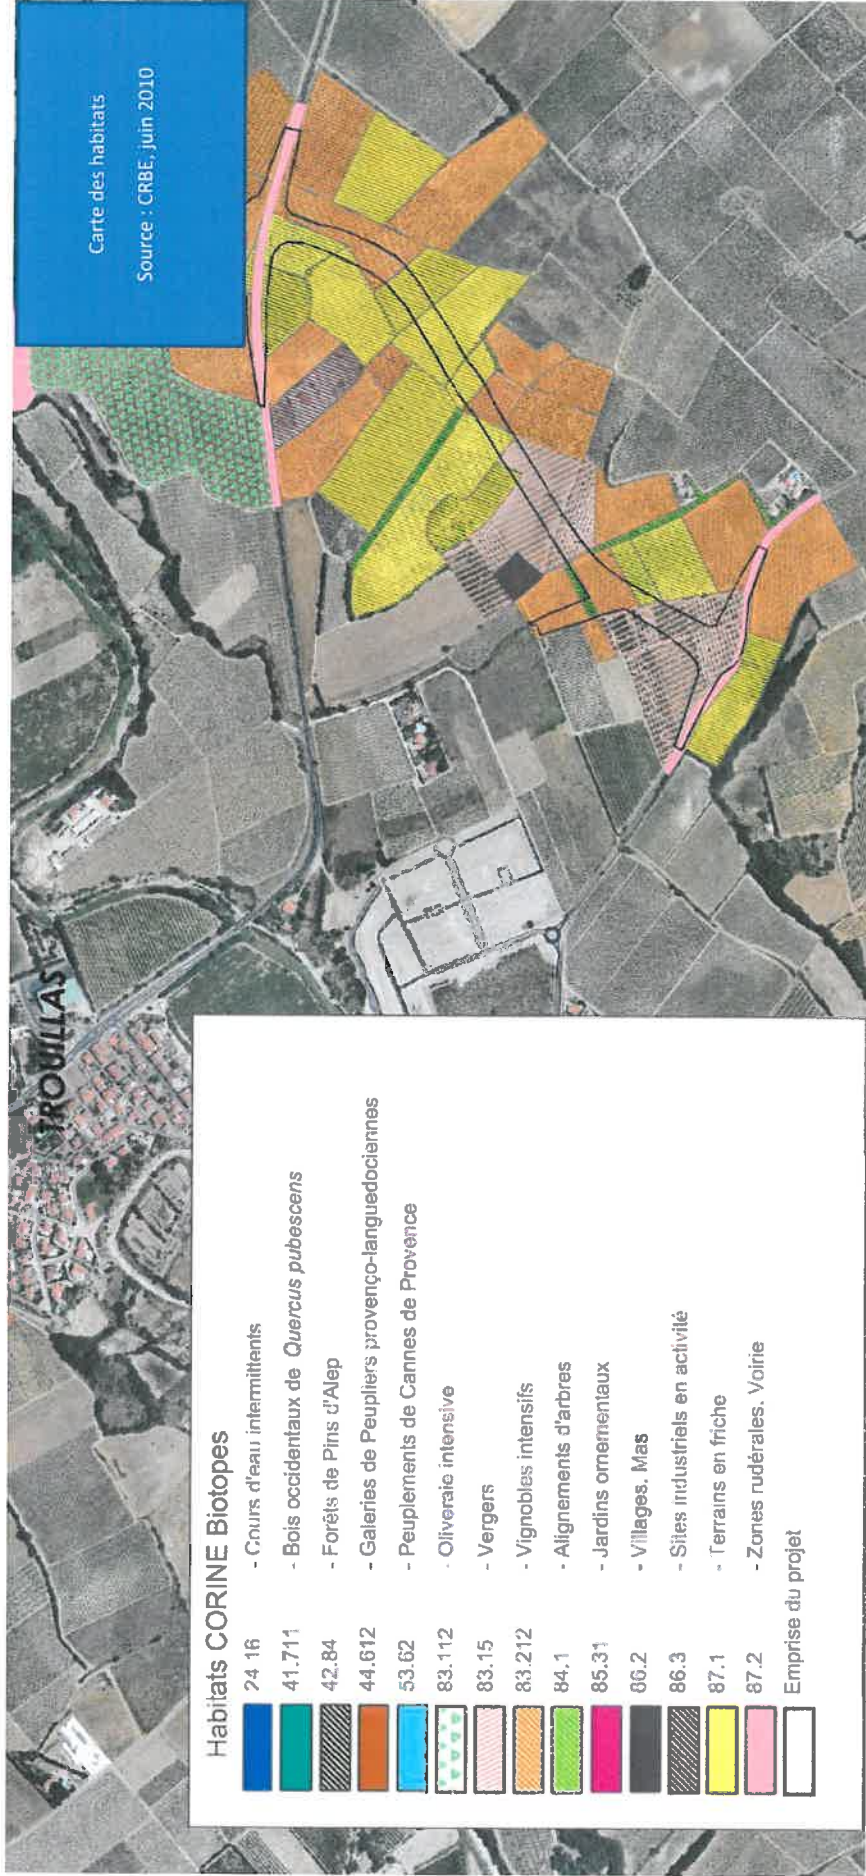 Carte des habitats
Source : CRBE, juin 2010
TROUILLAS
Habitats CORINE Biotopes
24.16 - Cours d'eau intermittents
41.711 - Bois occidentaux de Quercus pubescens
42.84 - Forêts de Pins d'Alep
44.612 - Galeries de Peupliers provenço-languedociennes
53.62 - Peuplements de Cannes de Provence
83.112 - Oliveraie intensive
83.15 - Vergers
83.212 - Vignobles intensifs
84.1 - Alignements d'arbres
85.31 - Jardins ornementaux
86.2 - Villages. Mas
86.3 - Sites industriels en activité
87.1 - Terrains en friche
87.2 - Zones rudérales. Voirie
Emprise du projet